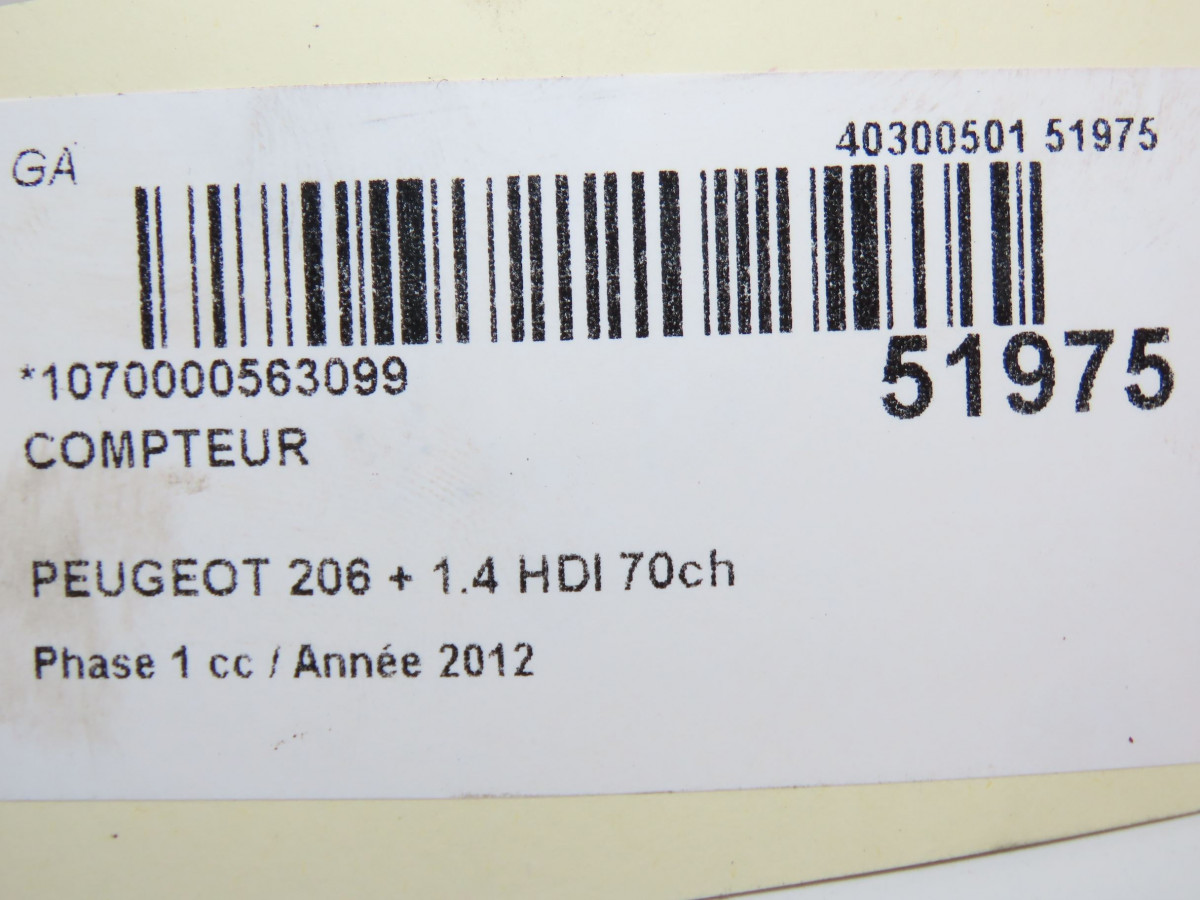 GA
40300501 51975
*1070000563099
51975
COMPTEUR
PEUGEOT 206 + 1.4 HDI 70ch
Phase 1 cc / Année 2012